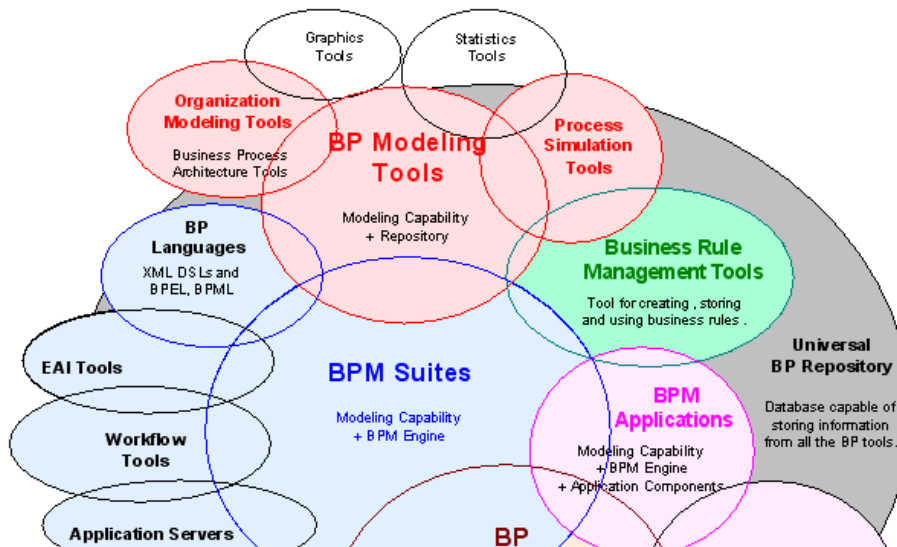 Graphics
Tools
Statistics
Tools
Organization
Modeling Tools
Business Process
Architecture Tools
BP Modeling
Tools
Modeling Capability
+ Repository
Process
Simulation
Tools
BP
Languages
XML DSLs and
BPEL, BPML
Business Rule
Management Tools
Tool for creating , storing
and using business rules .
EAI Tools
BPM Suites
Modeling Capability
+ BPM Engine
Universal
BP Repository
Database capable of
storing information
from all the BP tools.
BPM
Applications
Modeling Capability
+ BPM Engine
+ Application Components
Workflow
Tools
Application Servers
BP